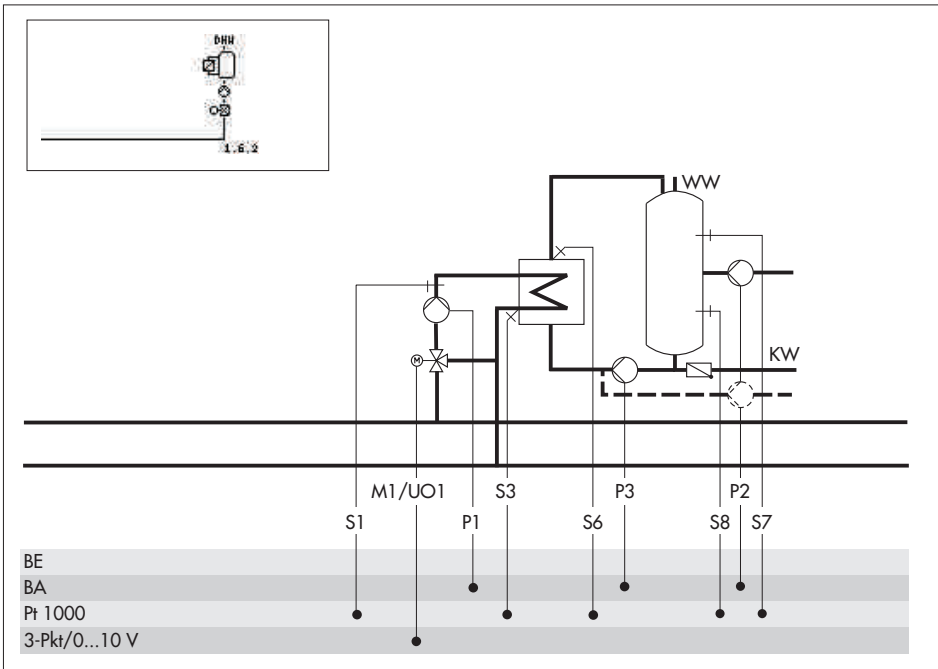 DHW
1.6.2
WW
M
KW
M1/UO1 S3 P3 P2
S1 P1 S6 S8 S7
BE
BA
Pt 1000
3-Pkt/0...10 V